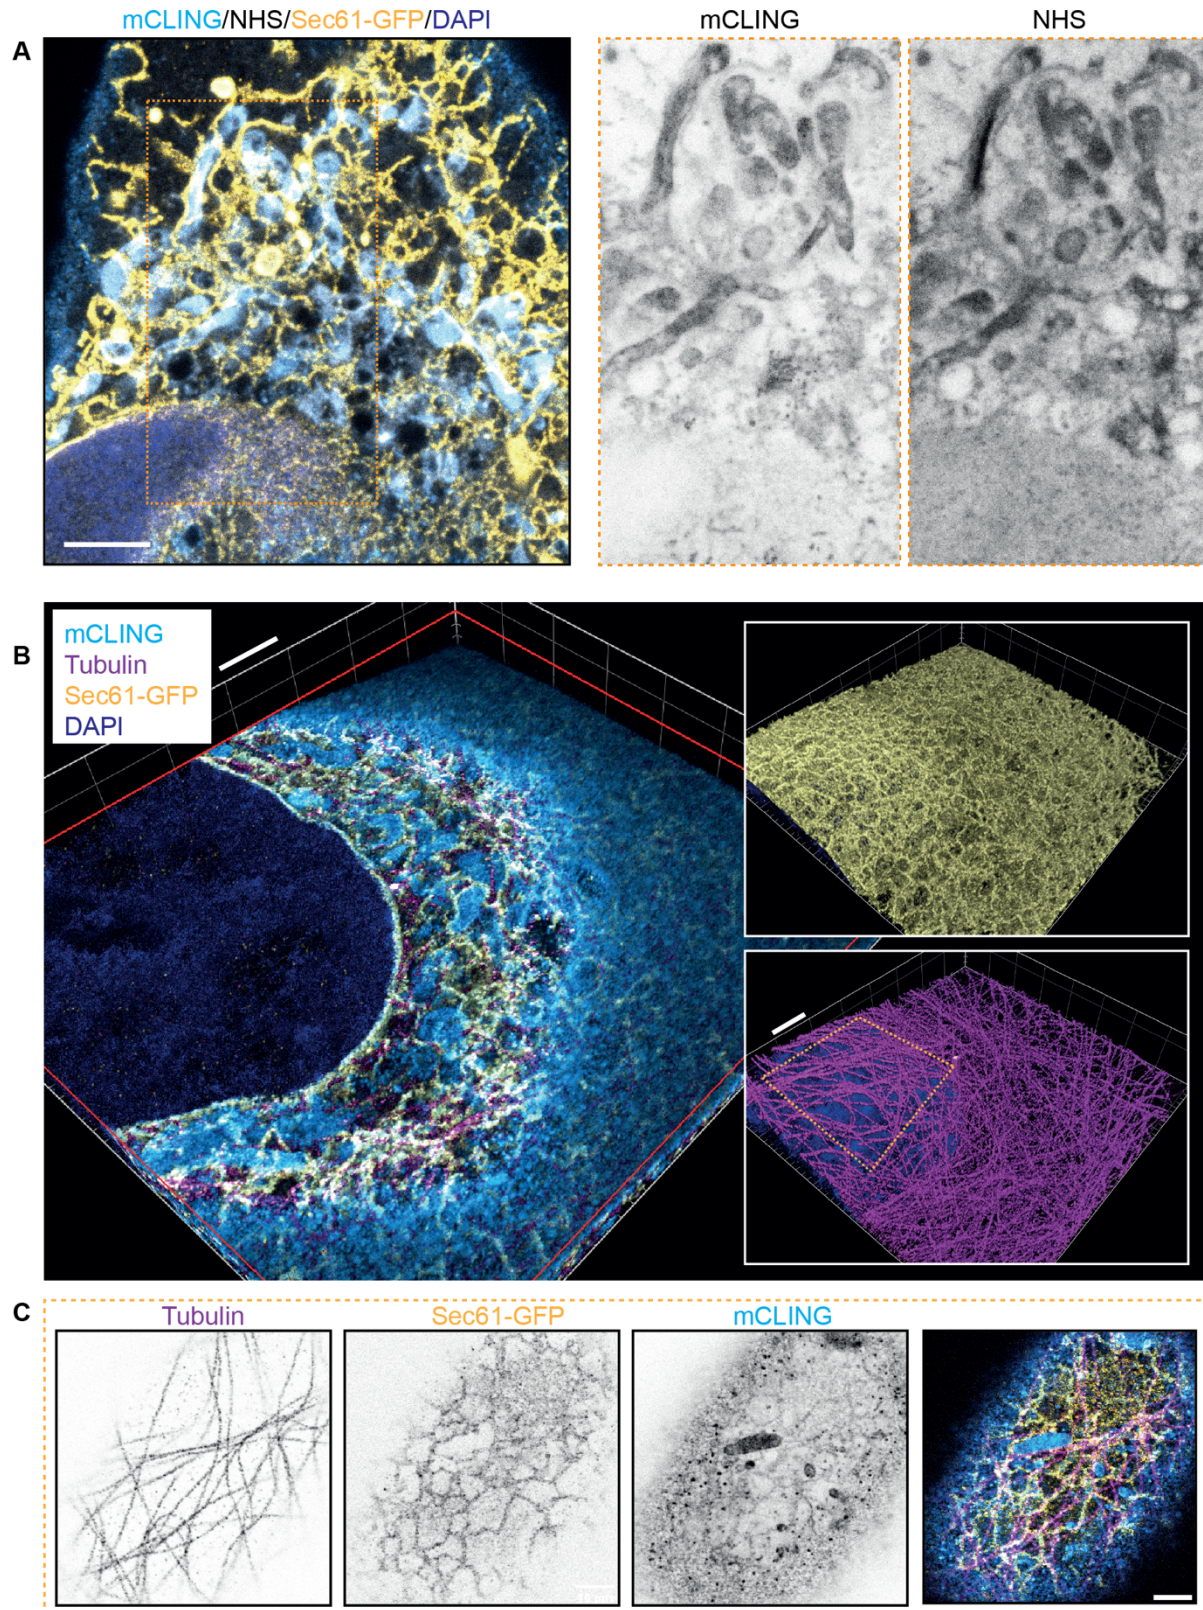 mCLING/NHS/Sec61-GFP/DAPI
mCLING
NHS
A
B
mCLING
Tubulin
Sec61-GFP
DAPI
C
Tubulin
Sec61-GFP
mCLING